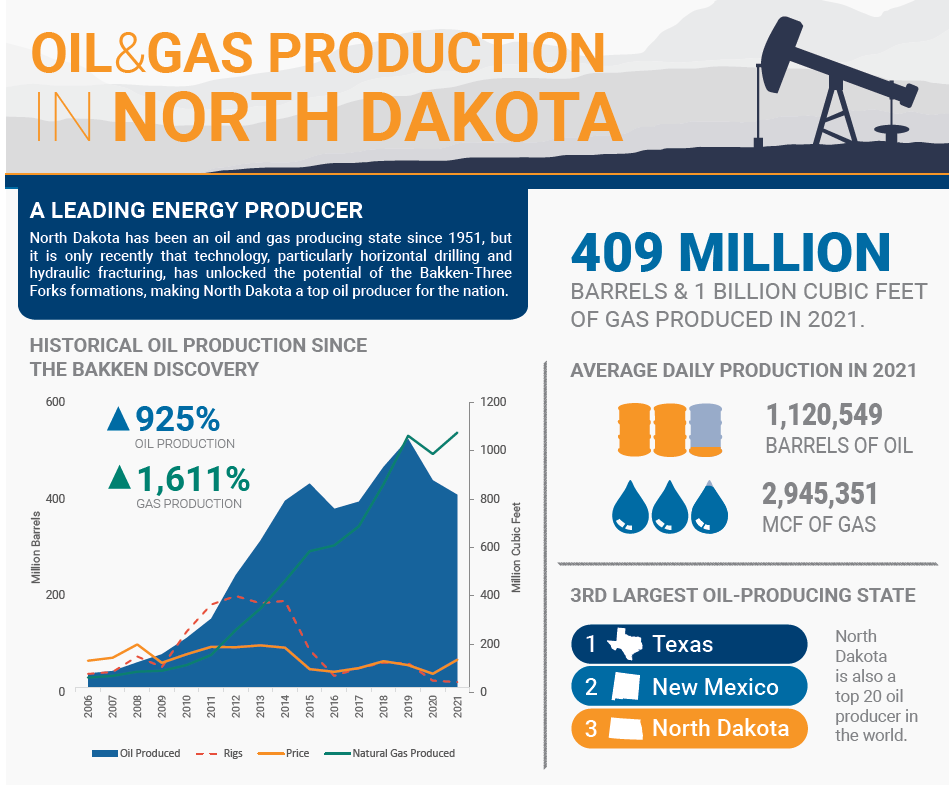 OIL&GAS PRODUCTION
IN NORTH DAKOTA
A LEADING ENERGY PRODUCER
North Dakota has been an oil and gas producing state since 1951, but
it is only recently that technology, particularly horizontal drilling and
hydraulic fracturing, has unlocked the potential of the Bakken-Three
Forks formations, making North Dakota a top oil producer for the nation.
409 MILLION
BARRELS & 1 BILLION CUBIC FEET
OF GAS PRODUCED IN 2021.
HISTORICAL OIL PRODUCTION SINCE
THE BAKKEN DISCOVERY
925%
OIL PRODUCTION
1,611%
GAS PRODUCTION
600
400
200
0
Million Barrels
1200
1000
800
600
400
200
0
Million Cubic Feet
2006
2007
2008
2009
2010
2011
2012
2013
2014
2015
2016
2017
2018
2019
2020
2021
Oil Produced
Rigs
Price
Natural Gas Produced
AVERAGE DAILY PRODUCTION IN 2021
1,120,549
BARRELS OF OIL
2,945,351
MCF OF GAS
3RD LARGEST OIL-PRODUCING STATE
1 Texas
2 New Mexico
3 North Dakota
North
Dakota
is also a
top 20 oil
producer in
the world.